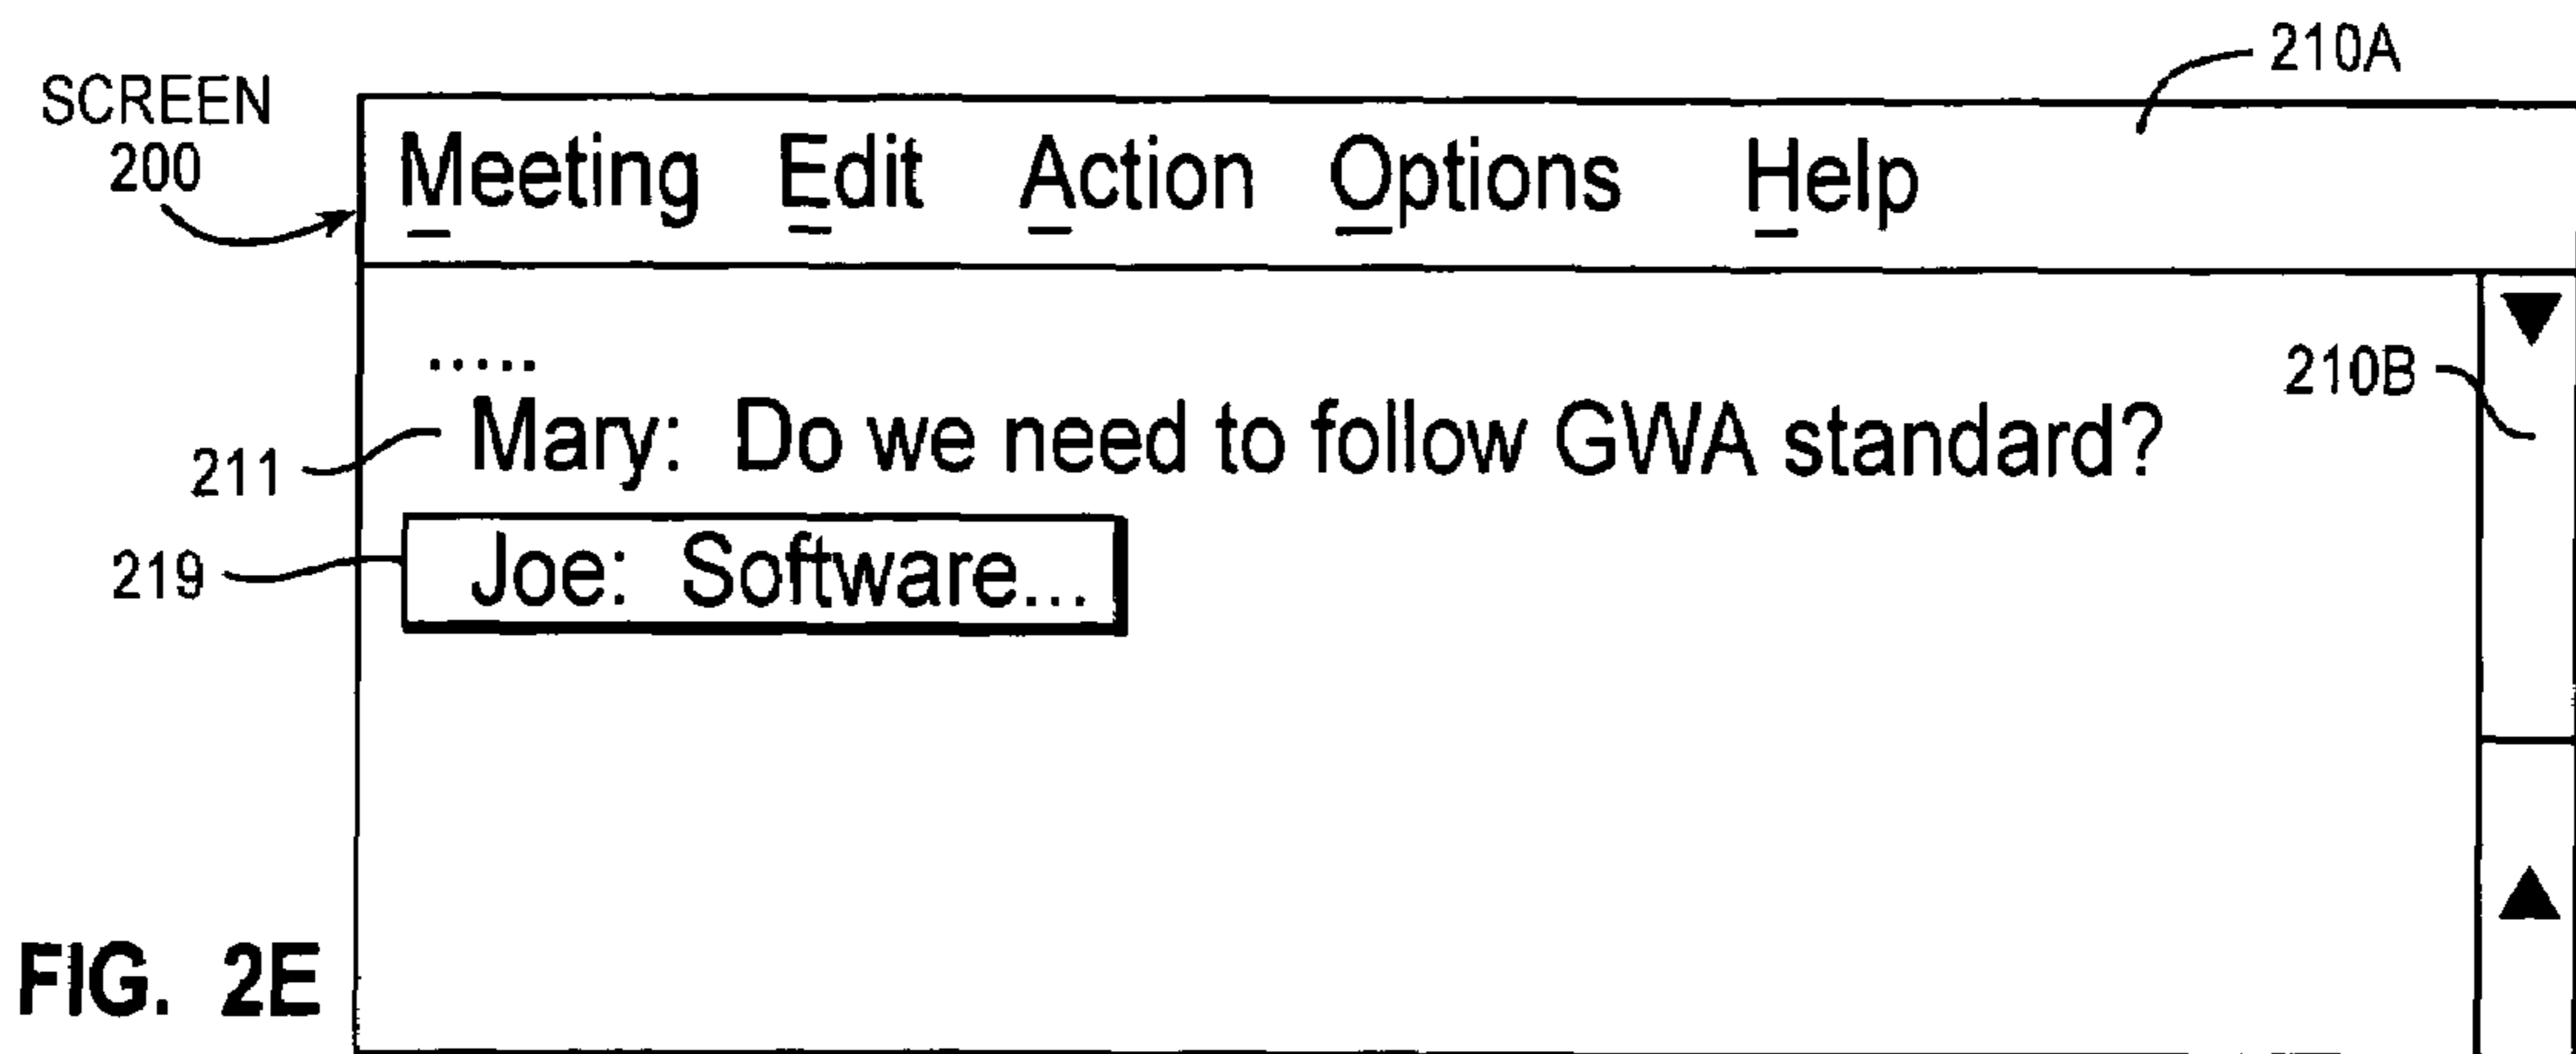 210A
SCREEN
200
Meeting Edit Action Options Help
.....
210B
211
Mary: Do we need to follow GWA standard?
219
Joe: Software...
FIG. 2E